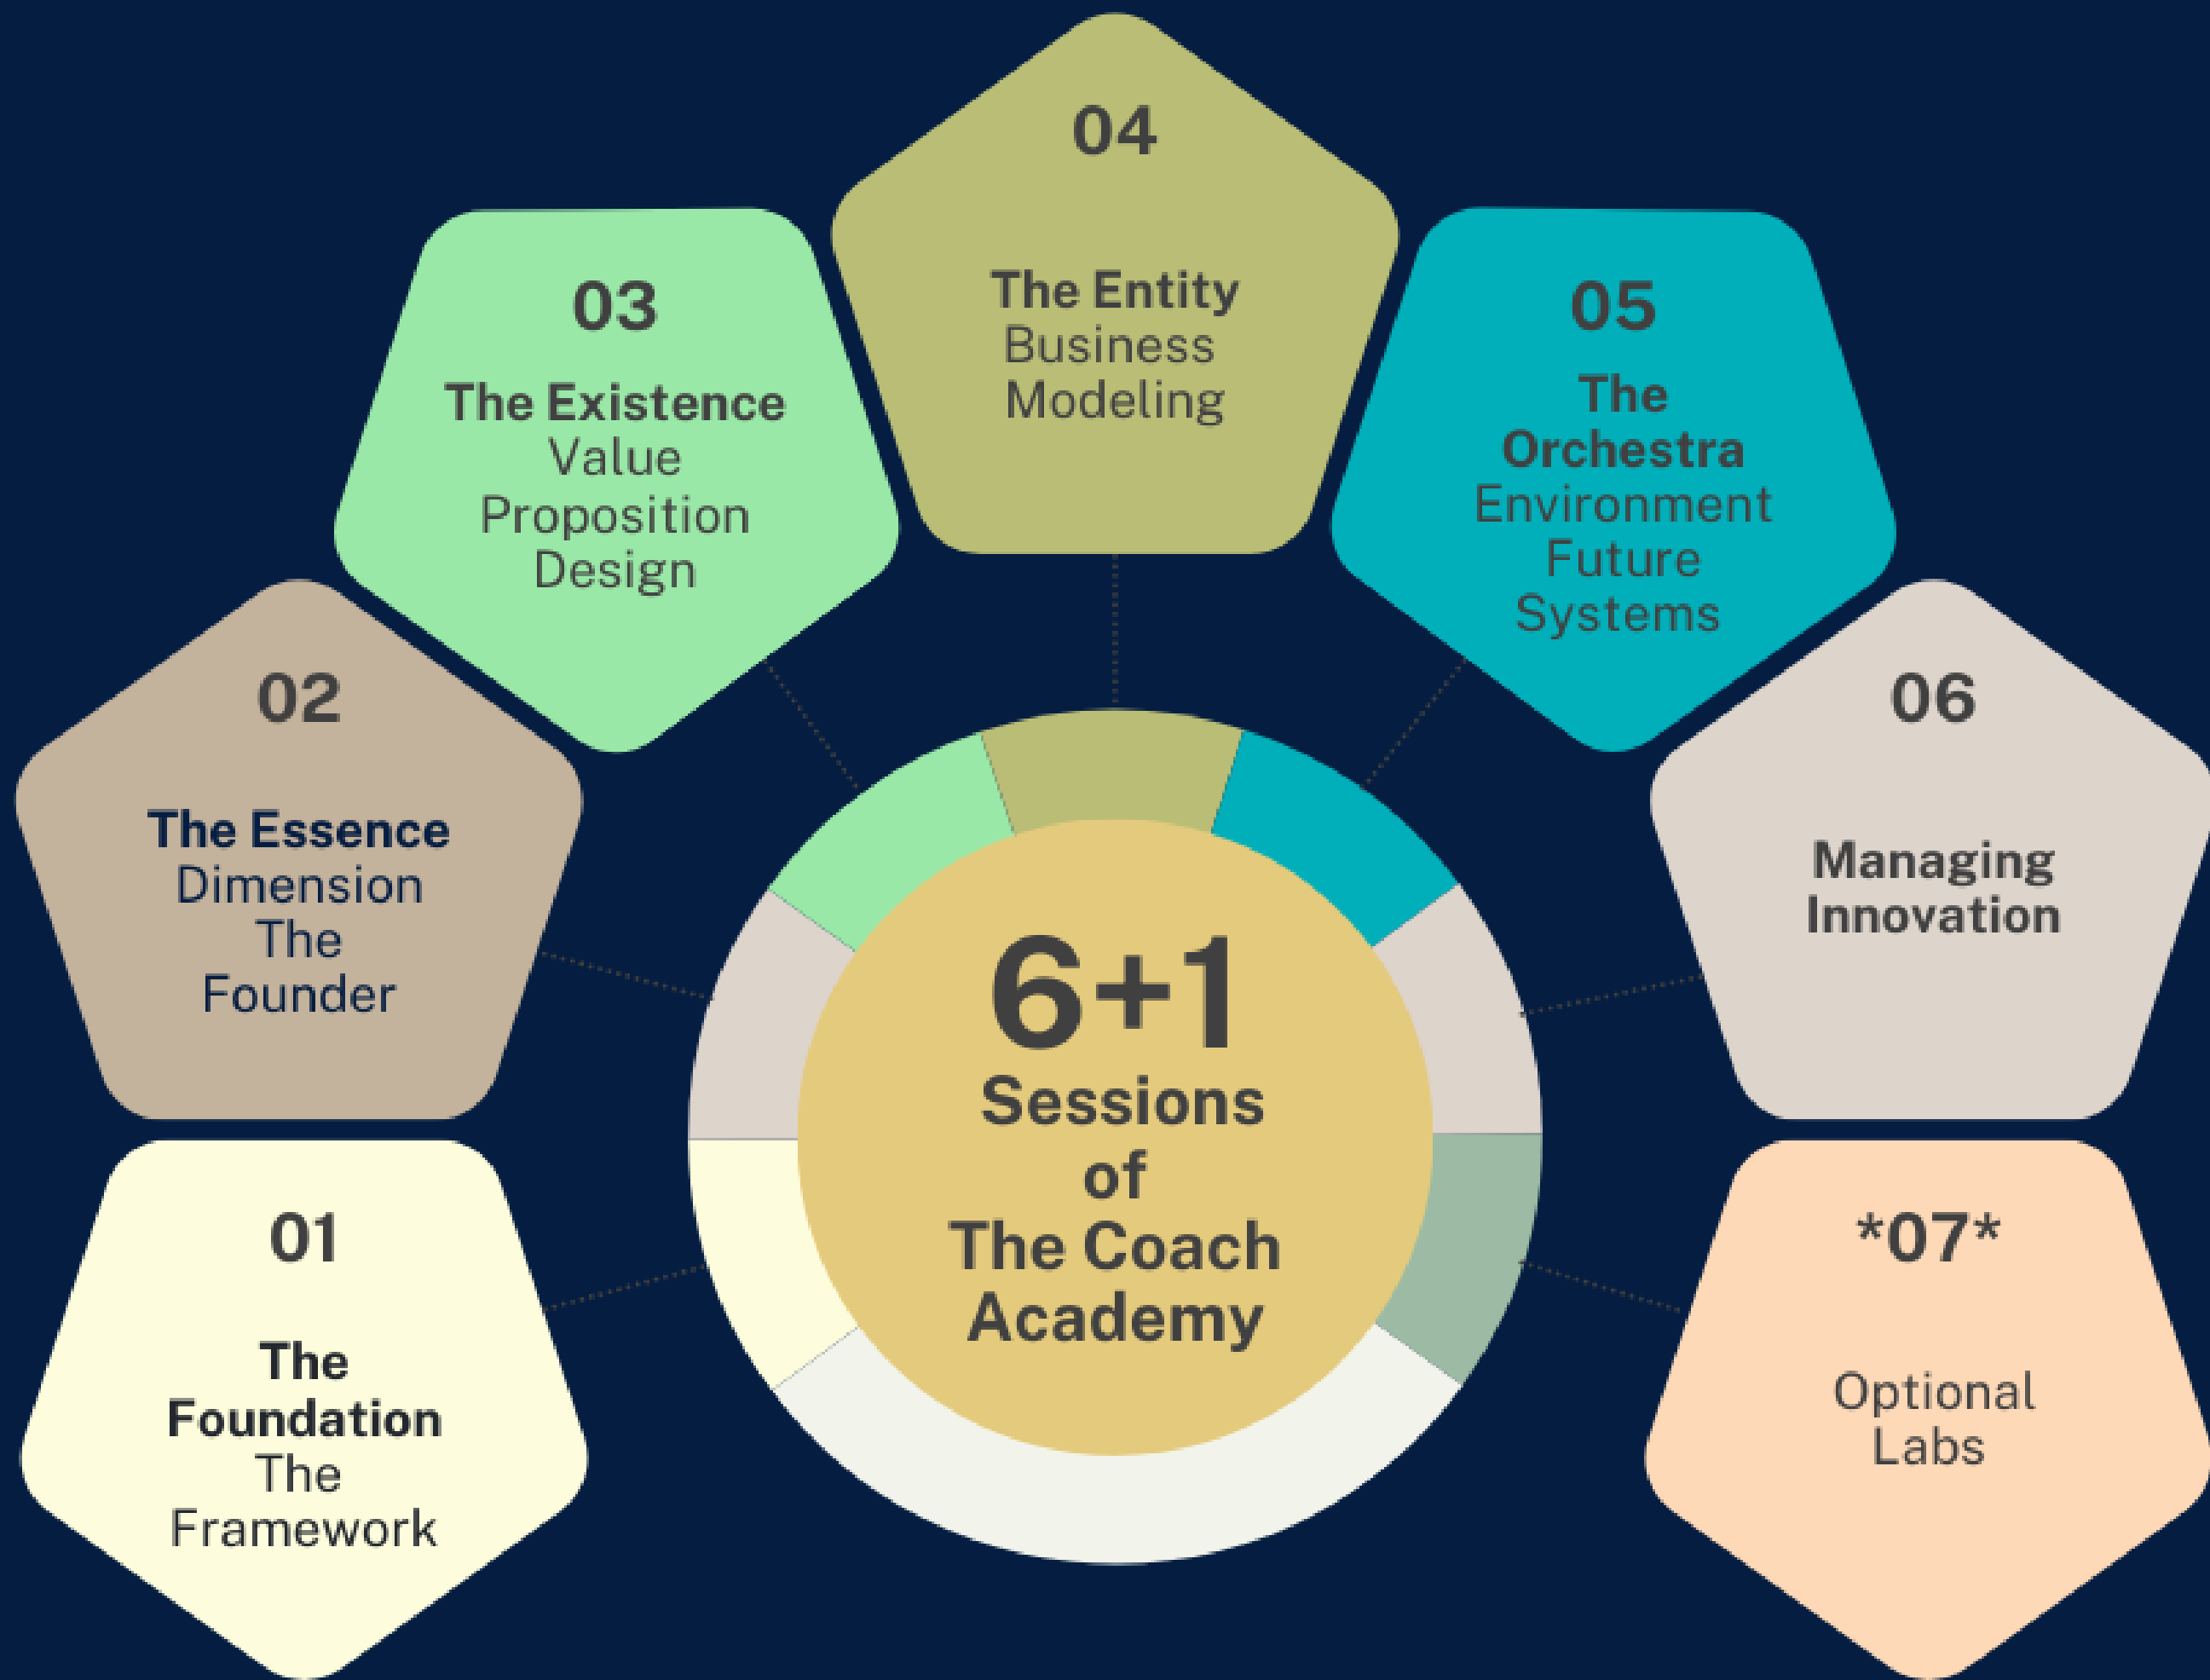 04
The Entity
Business
Modeling
03
The Existence
Value
Proposition
Design
05
The
Orchestra
Environment
Future
Systems
02
The Essence
Dimension
The
Founder
06
Managing
Innovation
6+1
Sessions
of
The Coach
Academy
01
The
Foundation
The
Framework
*07*
Optional
Labs